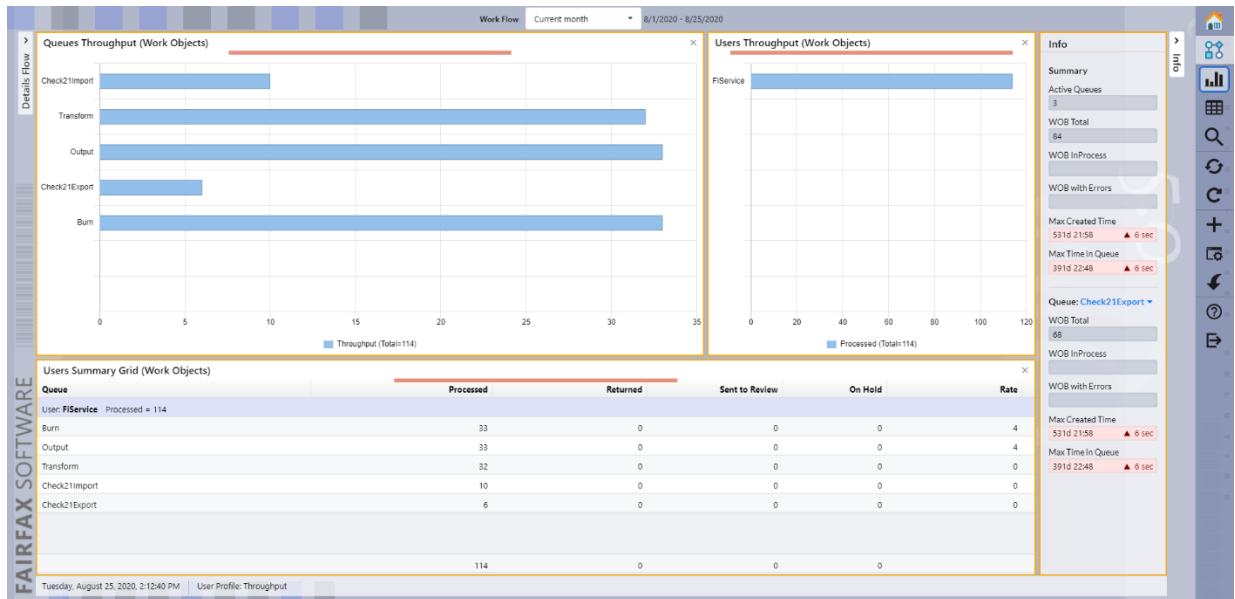 Work Flow Current month 8/1/2020 - 8/25/2020
Details Flow
Queues Throughput (Work Objects)
Check21Import
Transform
Output
Check21Export
Burn
0 5 10 15 20 25 30 35
Throughput (Total=114)
Users Throughput (Work Objects)
FiService
0 20 40 60 80 100 120
Processed (Total=114)
Info
Summary
Active Queues
3
WOB Total
84
WOB InProcess
WOB with Errors
Max Created Time
531d 21:58 ▲ 6 sec
Max Time in Queue
391d 22:48 ▲ 6 sec
Queue: Check21Export
WOB Total
68
WOB InProcess
WOB with Errors
Max Created Time
531d 21:58 ▲ 6 sec
Max Time in Queue
391d 22:48 ▲ 6 sec
Info
Users Summary Grid (Work Objects)
Queue Processed Returned Sent to Review On Hold Rate
User: FiService Processed = 114
Burn 33 0 0 0 4
Output 33 0 0 0 4
Transform 32 0 0 0 0
Check21Import 10 0 0 0 0
Check21Export 6 0 0 0 0
114 0 0 0
Tuesday, August 25, 2020, 2:12:40 PM User Profile: Throughput
FAIRFAX SOFTWARE